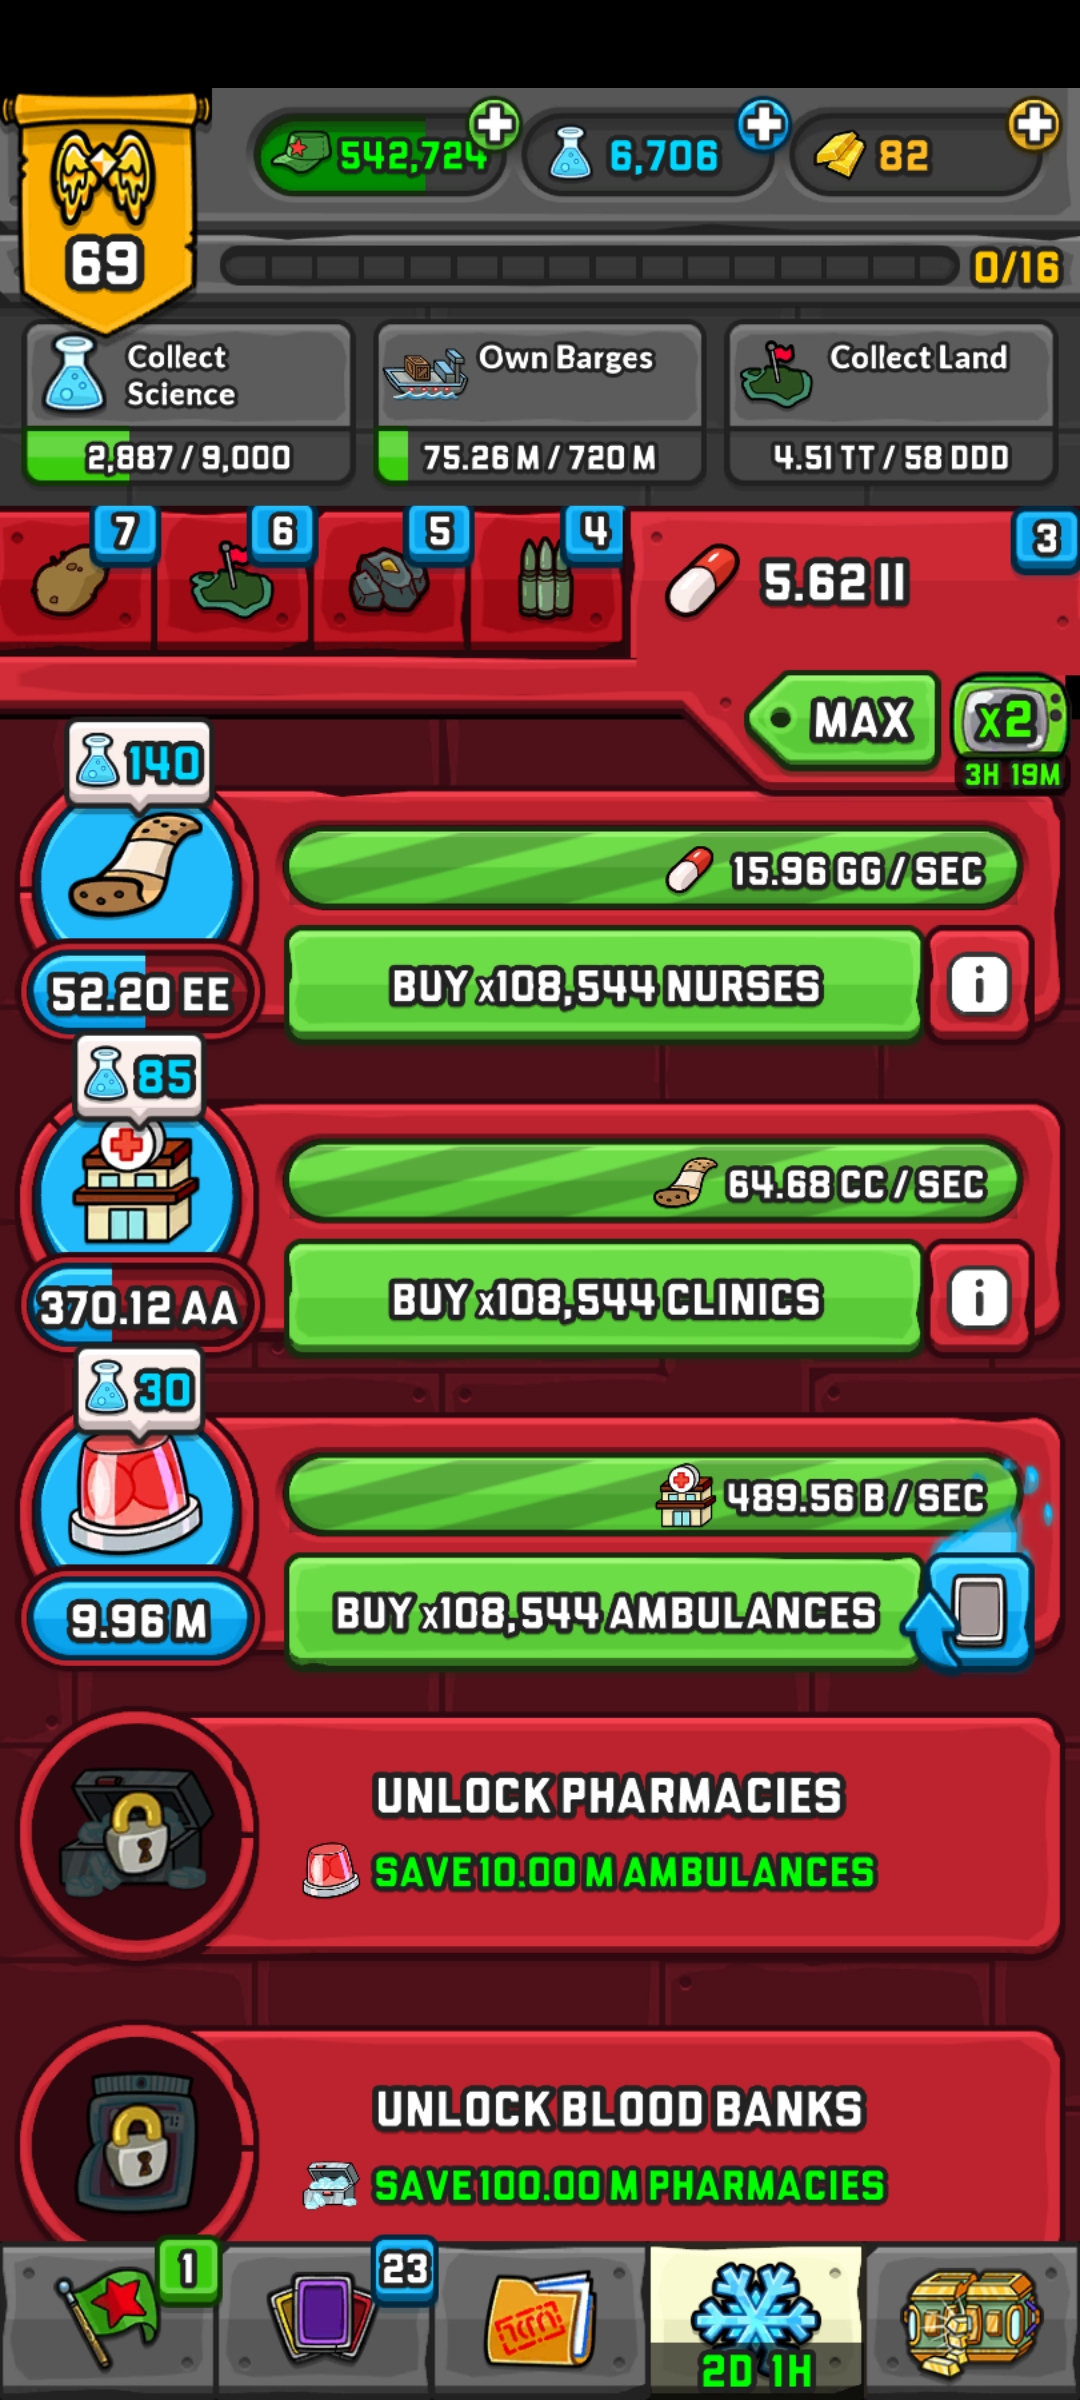 542,724
6,706
82
69
0/16
Collect Science
2,887 / 9,000
Own Barges
75.26 M / 720 M
Collect Land
4.51 TT / 58 DDD
7
6
5
4
3
5.62 II
MAX
x2
3H 19M
140
15.96 GG / SEC
52.20 EE
BUY x108,544 NURSES
i
85
64.68 CC / SEC
370.12 AA
BUY x108,544 CLINICS
i
30
489.56 B / SEC
9.96 M
BUY x108,544 AMBULANCES
UNLOCK PHARMACIES
SAVE 10.00 M AMBULANCES
UNLOCK BLOOD BANKS
SAVE 100.00 M PHARMACIES
1
23
2D 1H